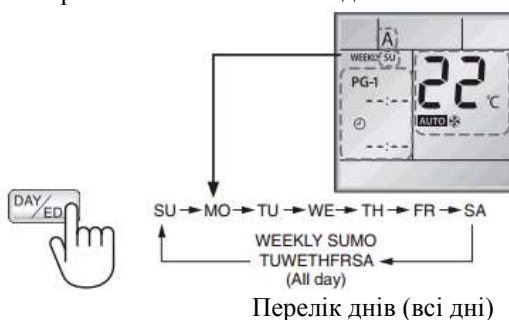 A
WEEKLY SU
PG-1
--:--
22 °C
AUTO
--:--
DAY/ED
SU → MO → TU → WE → TH → FR → SA
WEEKLY SUMO
TUWETHFRSA
(All day)
Перелік днів (всі дні)